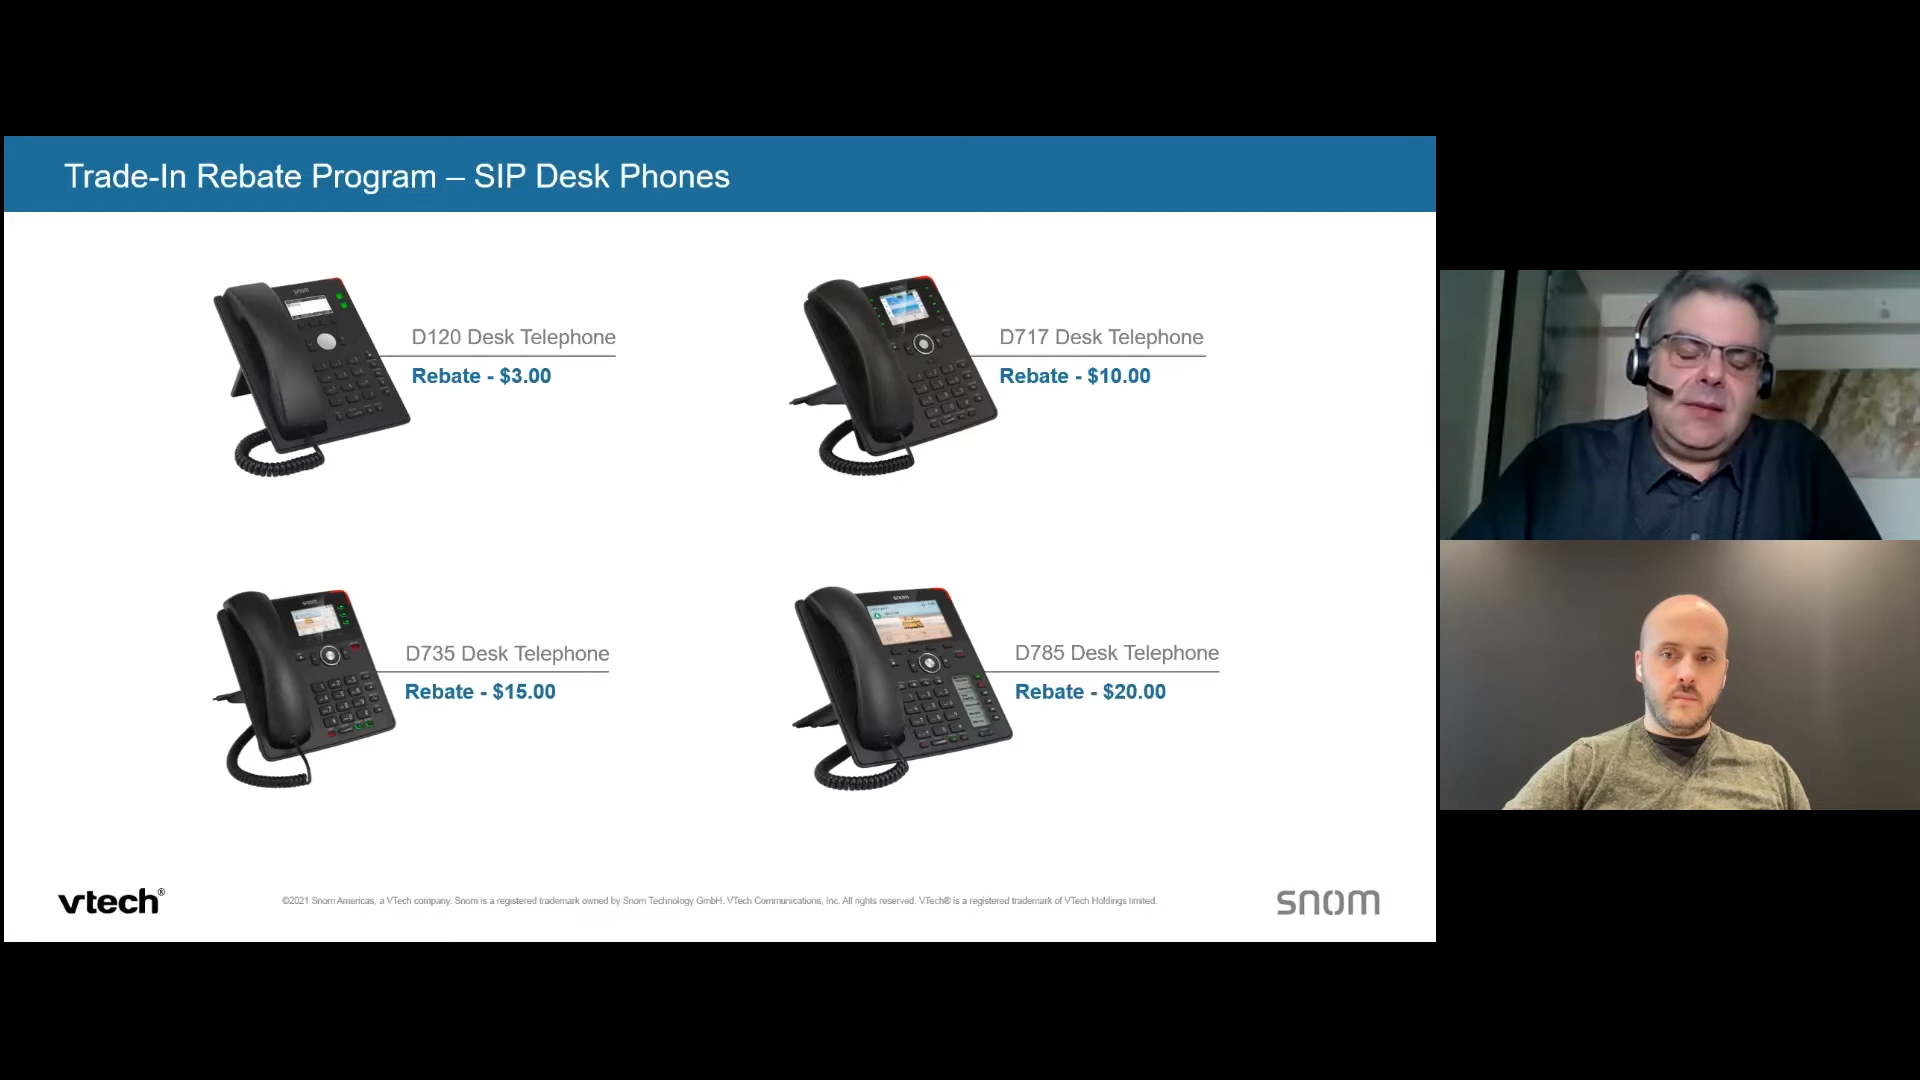 Trade-In Rebate Program – SIP Desk Phones
D120 Desk Telephone
Rebate - $3.00
D717 Desk Telephone
Rebate - $10.00
D735 Desk Telephone
Rebate - $15.00
D785 Desk Telephone
Rebate - $20.00
vtech®
©2021 Snom Americas, a VTech company. Snom is a registered trademark owned by Snom Technology GmbH. VTech Communications, Inc. All rights reserved. VTech® is a registered trademark of VTech Holdings limited.
snom